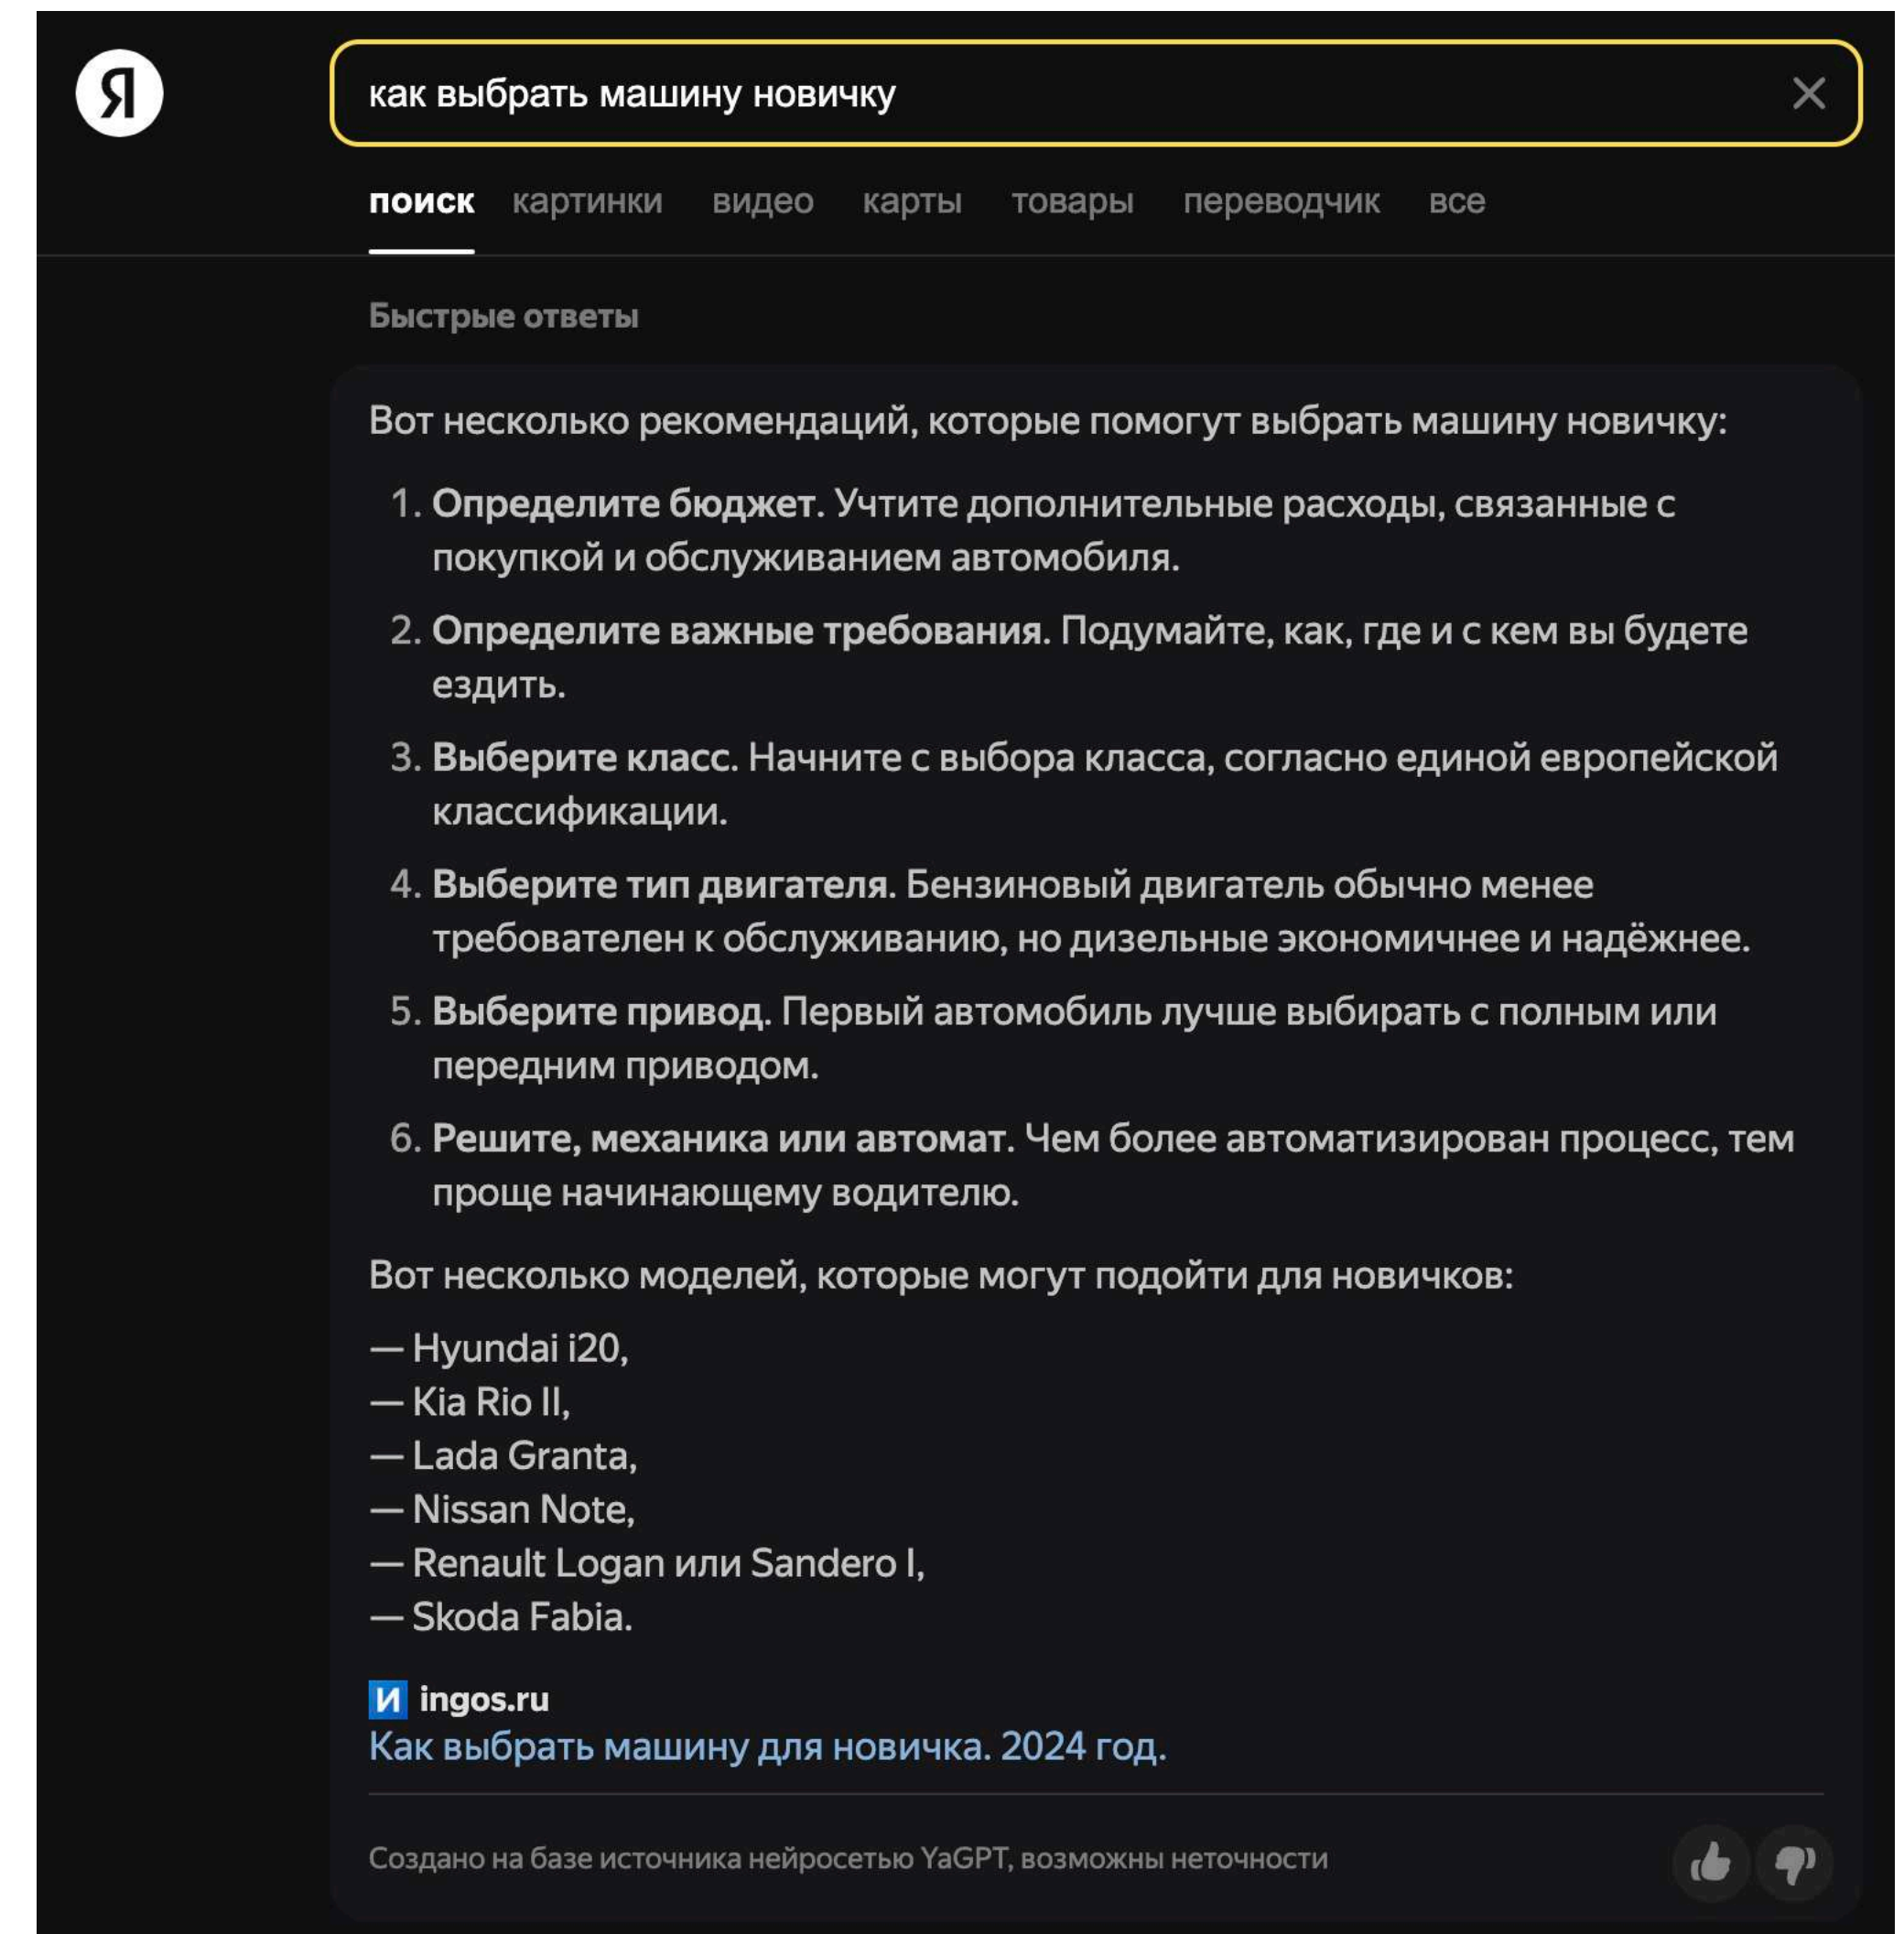 Я
как выбрать машину новичку
поиск картинки видео карты товары переводчик все
Быстрые ответы
Вот несколько рекомендаций, которые помогут выбрать машину новичку:
1. Определите бюджет. Учтите дополнительные расходы, связанные с
покупкой и обслуживанием автомобиля.
2. Определите важные требования. Подумайте, как, где и с кем вы будете
ездить.
3. Выберите класс. Начните с выбора класса, согласно единой европейской
классификации.
4. Выберите тип двигателя. Бензиновый двигатель обычно менее
требователен к обслуживанию, но дизельные экономичнее и надёжнее.
5. Выберите привод. Первый автомобиль лучше выбирать с полным или
передним приводом.
6. Решите, механика или автомат. Чем более автоматизирован процесс, тем
проще начинающему водителю.
Вот несколько моделей, которые могут подойти для новичков:
— Hyundai i20,
— Kia Rio II,
— Lada Granta,
— Nissan Note,
— Renault Logan или Sandero I,
— Skoda Fabia.
И ingos.ru
Как выбрать машину для новичка. 2024 год.
Создано на базе источника нейросетью YaGPT, возможны неточности